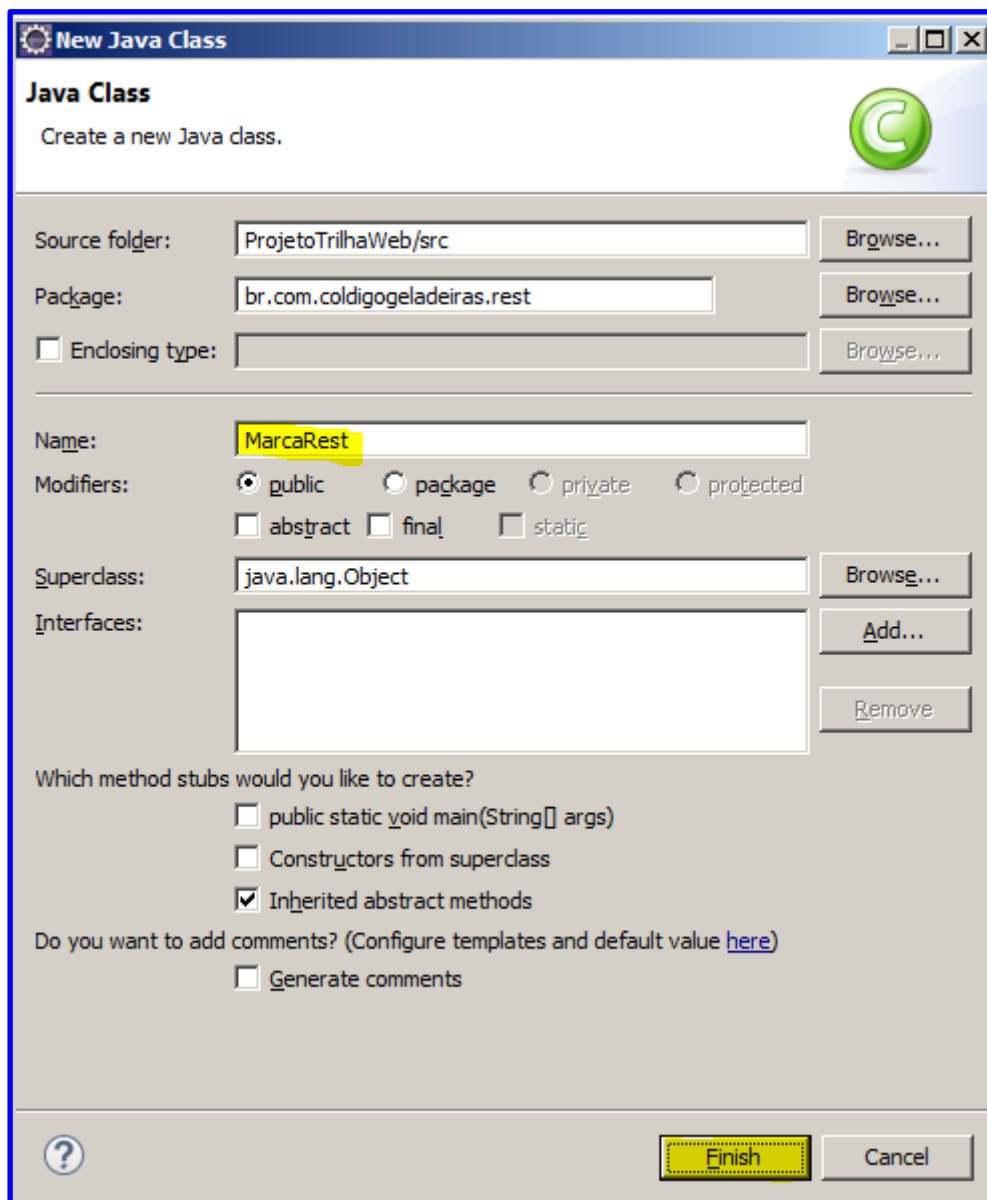 New Java Class
Java Class
Create a new Java class.
Source folder: ProjetoTrilhaWeb/src Browse...
Package: br.com.coldigogeladeiras.rest Browse...
Enclosing type: Browse...
Name: MarcaRest
Modifiers: public package private protected
abstract final static
Superclass: java.lang.Object Browse...
Interfaces: Add...
Remove
Which method stubs would you like to create?
public static void main(String[] args)
Constructors from superclass
Inherited abstract methods
Do you want to add comments? (Configure templates and default value here)
Generate comments
? Finish Cancel